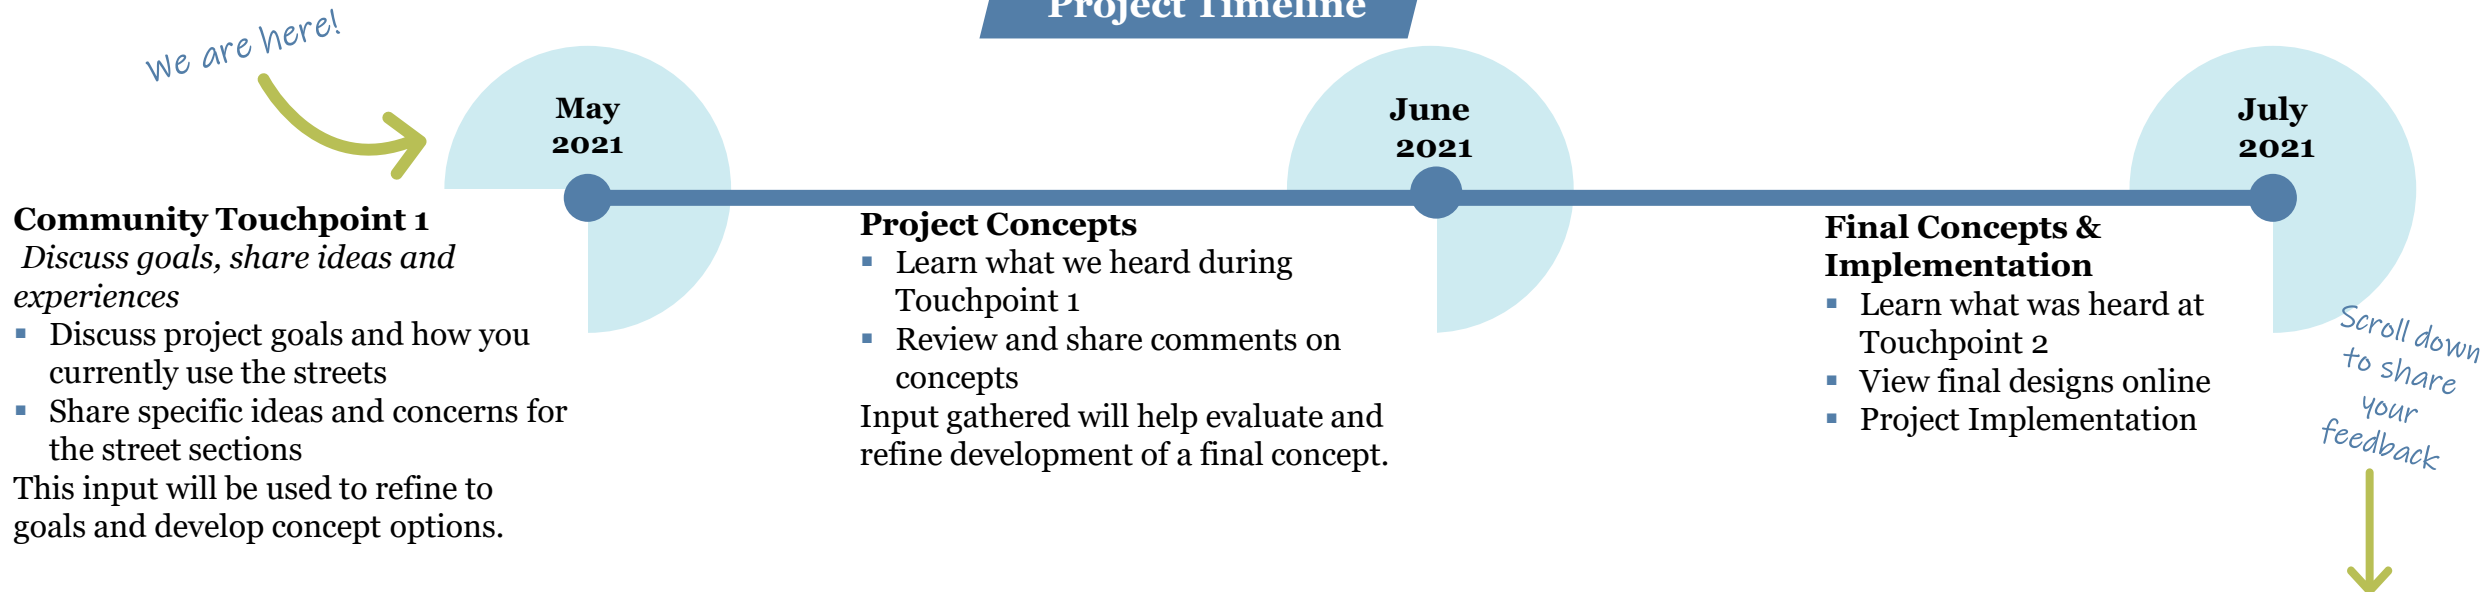 Project Timeline
We are here!
May
2021
Community Touchpoint 1
Discuss goals, share ideas and
experiences
▪ Discuss project goals and how you
currently use the streets
▪ Share specific ideas and concerns for
the street sections
This input will be used to refine to
goals and develop concept options.
June
2021
Project Concepts
▪ Learn what we heard during
Touchpoint 1
▪ Review and share comments on
concepts
Input gathered will help evaluate and
refine development of a final concept.
July
2021
Final Concepts &
Implementation
▪ Learn what was heard at
Touchpoint 2
▪ View final designs online
▪ Project Implementation
Scroll down
to share
your
feedback